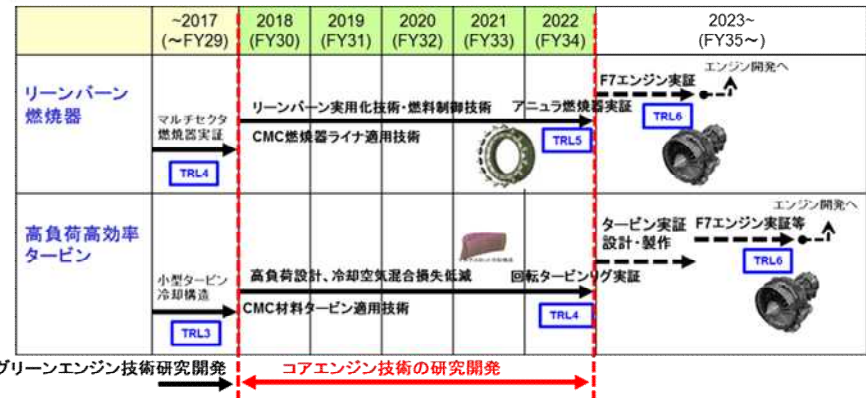 ~2017
(～FY29)
2018
(FY30)
2019
(FY31)
2020
(FY32)
2021
(FY33)
2022
(FY34)
2023~
(FY35～)
リーンバーン
燃焼器
マルチセクタ
燃焼器実証
TRL4
リーンバーン実用化技術・燃料制御技術
CMC燃焼器ライナ適用技術
アニュラ燃焼器実証
TRL5
F7エンジン実証
TRL6
エンジン開発へ
高負荷高効率
タービン
小型タービン
冷却構造
TRL3
高負荷設計、冷却空気混合損失低減
CMC材料タービン適用技術
回転タービンリグ実証
TRL4
タービン実証
設計・製作
F7エンジン実証等
TRL6
エンジン開発へ
グリーンエンジン技術研究開発
コアエンジン技術の研究開発